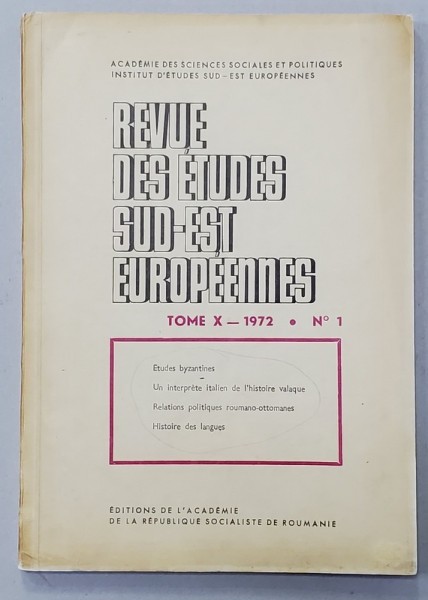 ACADÉMIE DES SCIENCES SOCIALES ET POLITIQUES
INSTITUT D'ÉTUDES SUD-EST EUROPÉENNES
REVUE
DES ÉTUDES
SUD-EST
EUROPÉENNES
TOME X — 1972 • N° 1
Etudes byzantines
Un interprète italien de l'histoire valaque
Relations politiques roumano-ottomanes
Histoire des langues
ÉDITIONS DE L'ACADÉMIE
DE LA RÉPUBLIQUE SOCIALISTE DE ROUMANIE